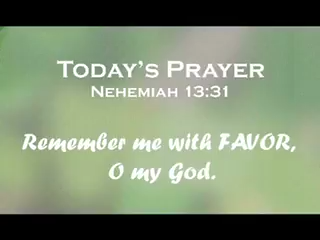 Today's Prayer
Nehemiah 13:31
Remember me with FAVOR,
O my God.